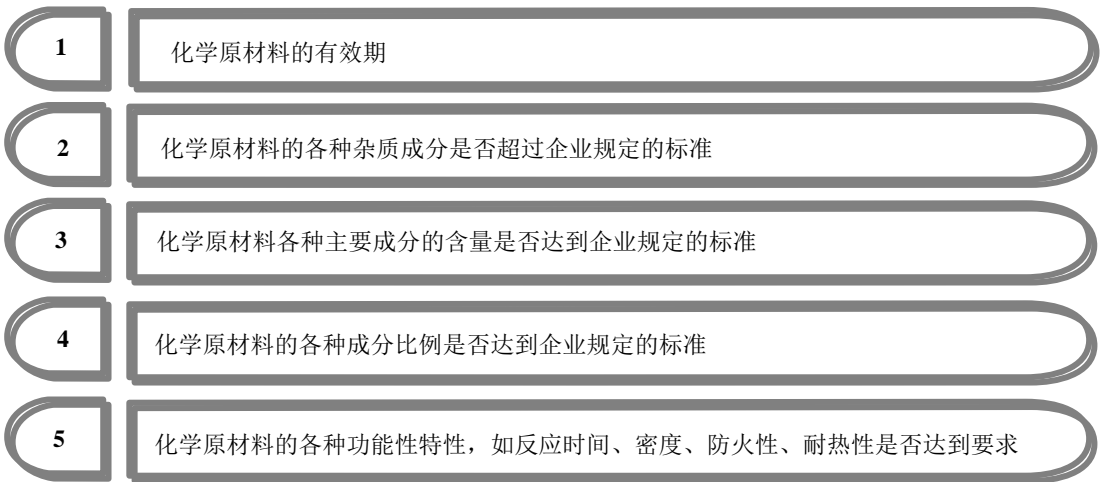 1 化学原材料的有效期
2 化学原材料的各种杂质成分是否超过企业规定的标准
3 化学原材料各种主要成分的含量是否达到企业规定的标准
4 化学原材料的各种成分比例是否达到企业规定的标准
5 化学原材料的各种功能性特性，如反应时间、密度、防火性、耐热性是否达到要求